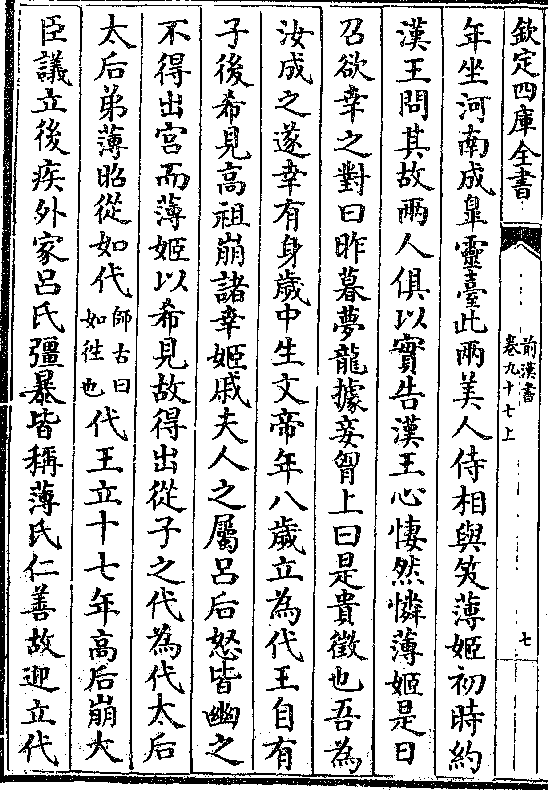 欽定四庫全書
前漢書
卷九十七上
七
年坐河南成臯靈臺此兩美人侍相與笑薄姬初時約
漢王問其故兩人俱以實告漢王心悽然憐薄姬是日
召欲幸之對曰昨暮夢龍據妾胷上曰是貴徵也吾為
汝成之遂幸有身歲中生文帝年八歲立為代王自有
子後希見高祖崩諸幸姬戚夫人之屬吕后怒皆幽之
不得出宫而薄姬以希見故得出從子之代為代太后
太后弟薄昭從如代師古曰如往也代王立十七年高后崩大
臣議立後疾外家吕氏彊暴皆稱薄氏仁善故迎立代